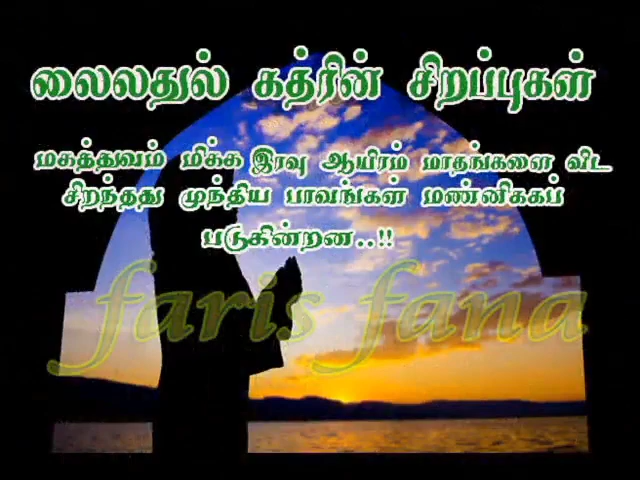 லைலதுல் கத்ரின் சிறப்புகள்
மகத்துவம் மிக்க இரவு ஆயிரம் மாதங்களை விட
சிறந்தது முந்திய பாவங்கள் மண்னிக்கப்
படுகின்றன..!!
faris fana